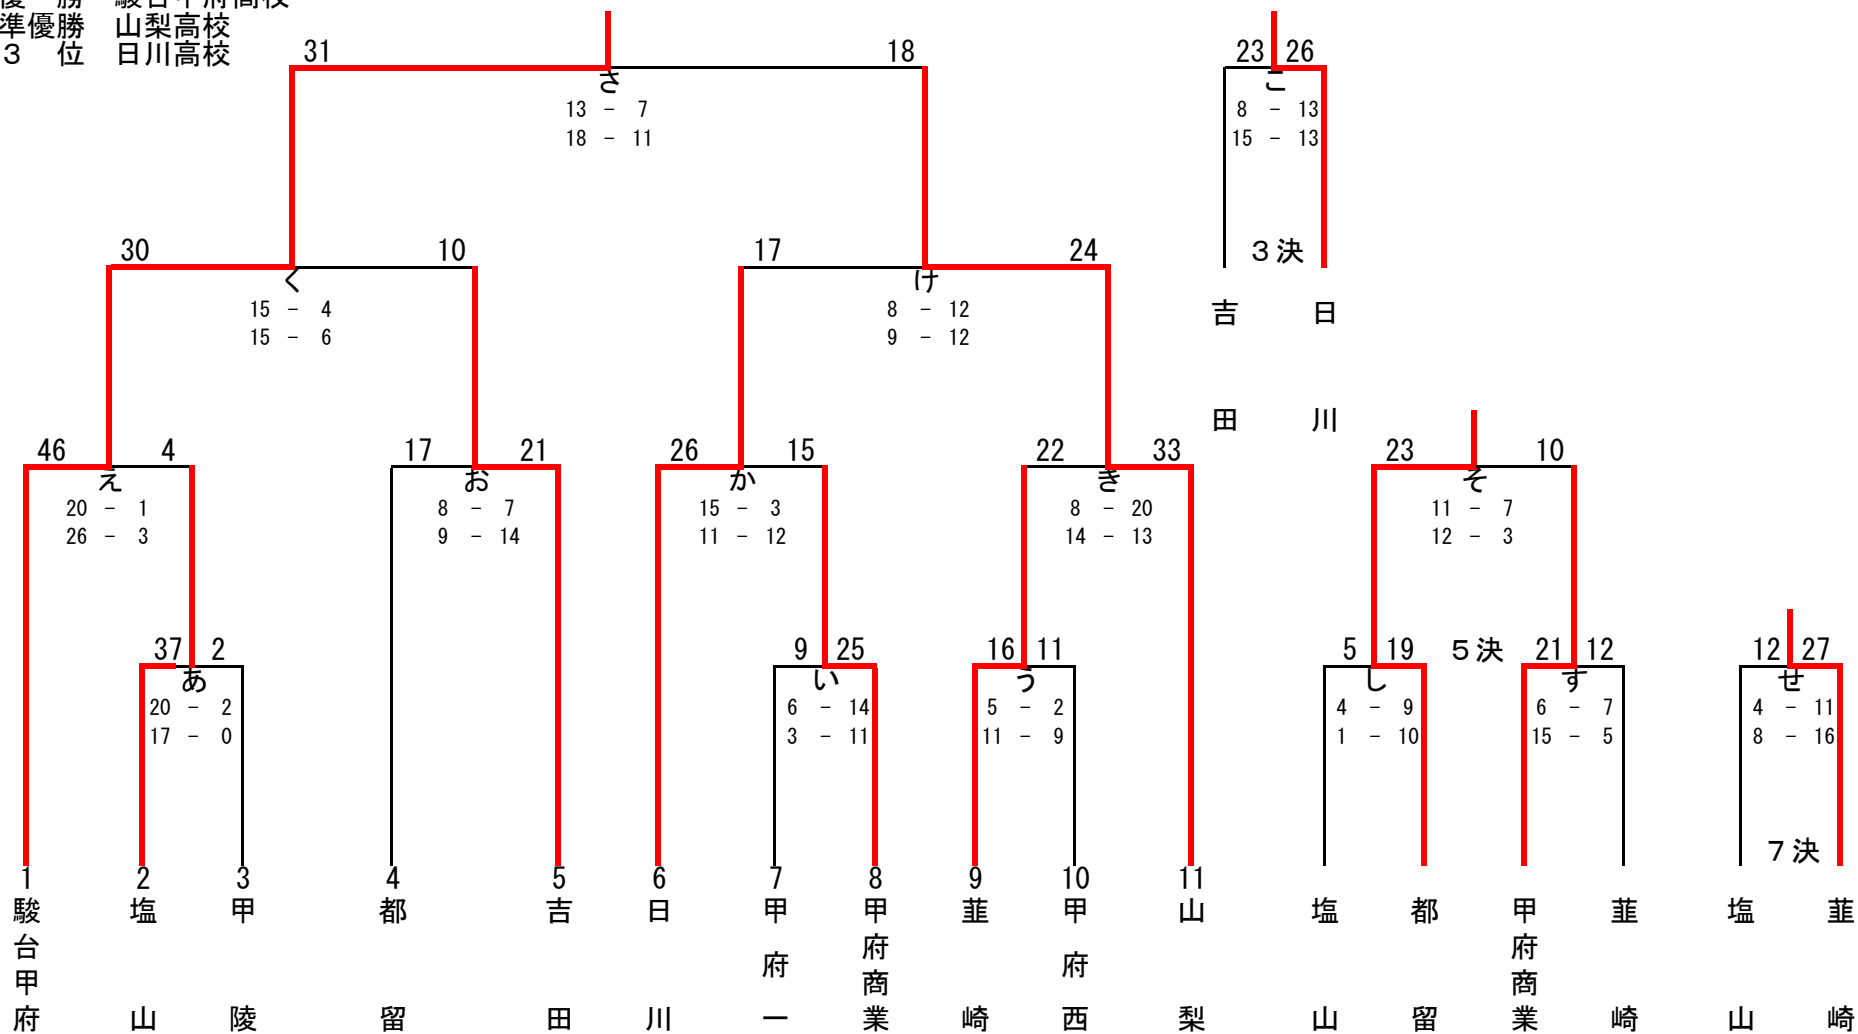 優　勝　駿台甲府高校
準優勝　山梨高校
３　位　日川高校
31 18
さ
13 － 7
18 － 11
23 26
こ
8 － 13
15 － 13
３決
吉田 日川
30 10
く
15 － 4
15 － 6
17 24
け
8 － 12
9 － 12
46 4
え
20 － 1
26 － 3
17 21
お
8 － 7
9 － 14
26 15
か
15 － 3
11 － 12
22 33
き
8 － 20
14 － 13
23 10
そ
11 － 7
12 － 3
37 2
あ
20 － 2
17 － 0
9 25
い
6 － 14
3 － 11
16 11
う
5 － 2
11 － 9
5 19
し
4 － 9
1 － 10
５決
21 12
す
6 － 7
15 － 5
12 27
せ
4 － 11
8 － 16
７決
1 2 3 4 5 6 7 8 9 10 11
駿台甲府 塩山 甲陵 都留 吉田 日川 甲府一 甲府商業 韮崎 甲府西 山梨 塩山 都留 甲府商業 韮崎 塩山 韮崎